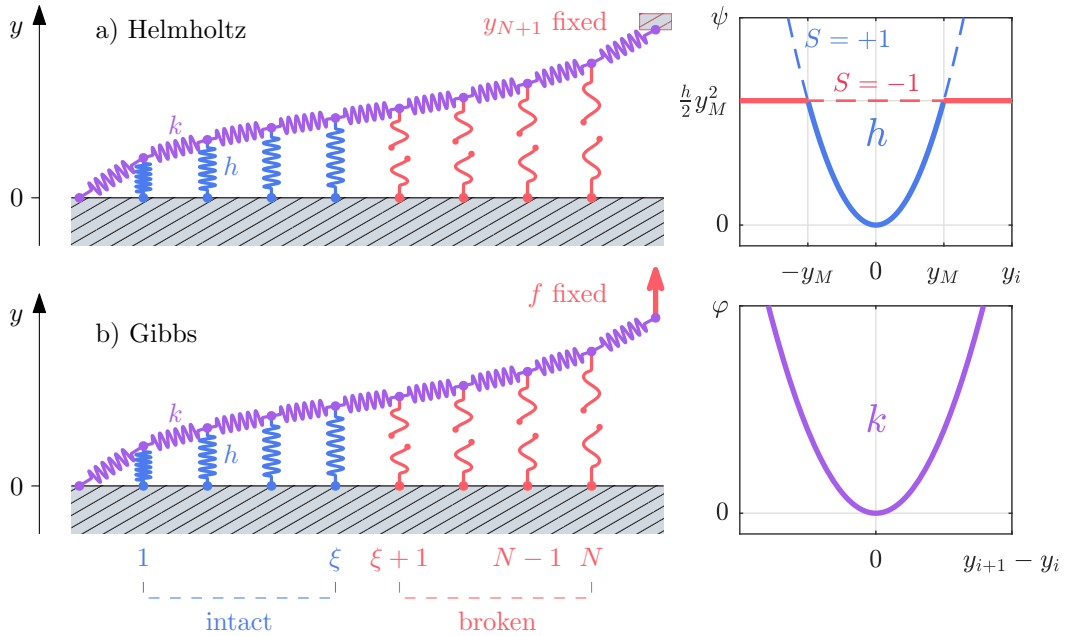 y
a) Helmholtz
y_{N+1} fixed
k
h
0
ψ
S = +1
S = −1
\frac{h}{2}y_M^2
h
0
−y_M 0 y_M y_i
f fixed
y
b) Gibbs
k
h
0
φ
k
0
0 y_{i+1} − y_i
1 ξ ξ + 1 N − 1 N
intact broken